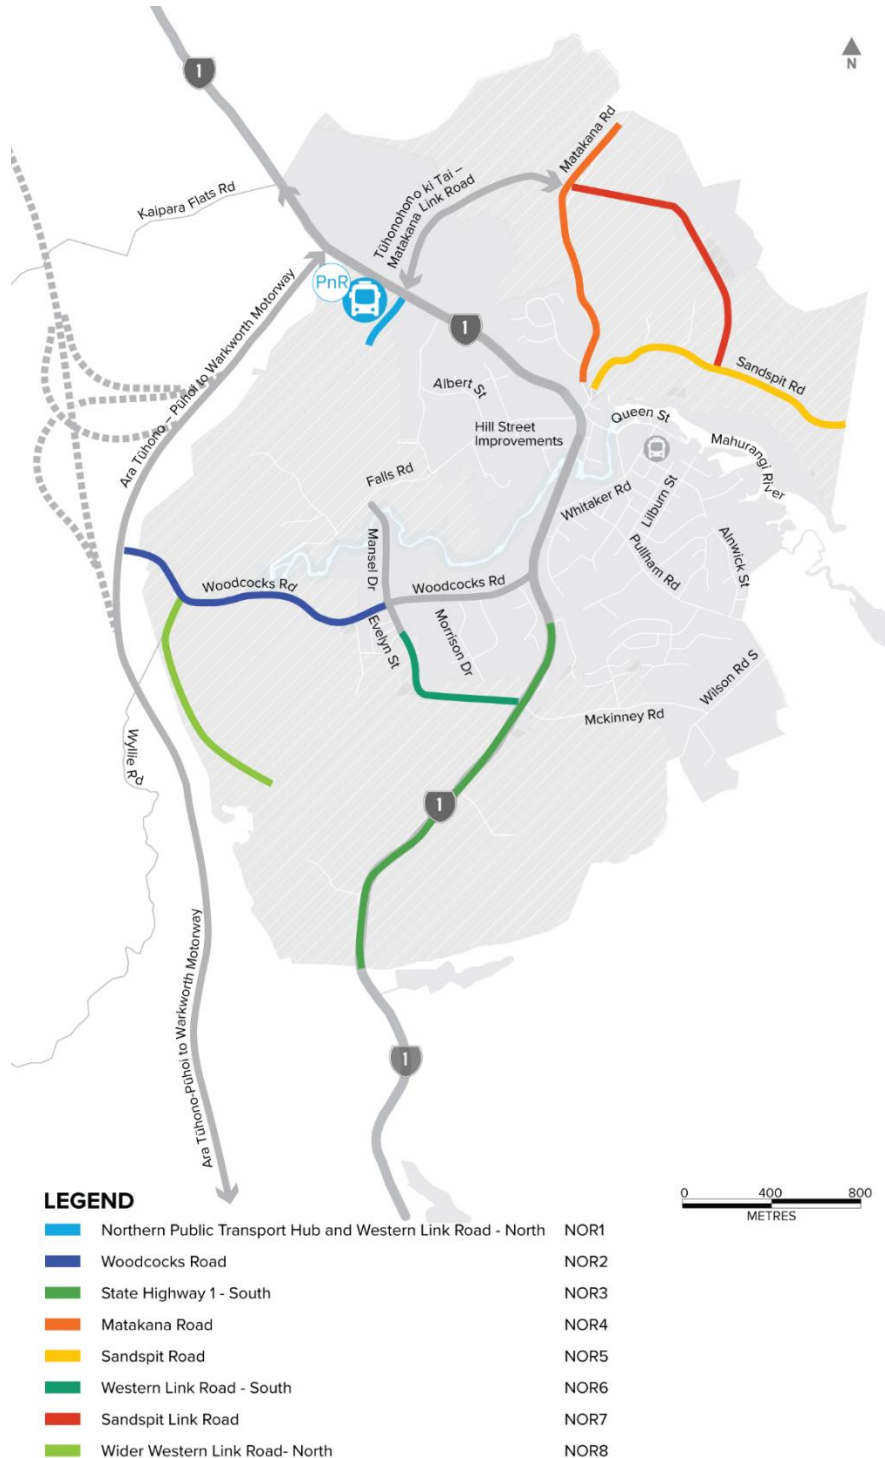 1
N
Matakana Rd
Tūhonohono ki Tai –
Matakana Link Road
Kaipara Flats Rd
PnR
1
Ara Tūhono – Pūhoi to Warkworth Motorway
Sandspit Rd
Albert St
Queen St
Hill Street
Improvements
Mahurangi
River
Falls Rd
Whitaker Rd
Lilburn St
Mansel Dr
Pullham Rd
Alnwick St
Woodcocks Rd
Woodcocks Rd
Evelyn St
Morrison Dr
Wilson Rd S
Mckinney Rd
Wyllie Rd
1
Ara Tūhono-Pūhoi to Warkworth Motorway
1
LEGEND
0 400 800
METRES
Northern Public Transport Hub and Western Link Road - North NOR1
Woodcocks Road NOR2
State Highway 1 - South NOR3
Matakana Road NOR4
Sandspit Road NOR5
Western Link Road - South NOR6
Sandspit Link Road NOR7
Wider Western Link Road- North NOR8